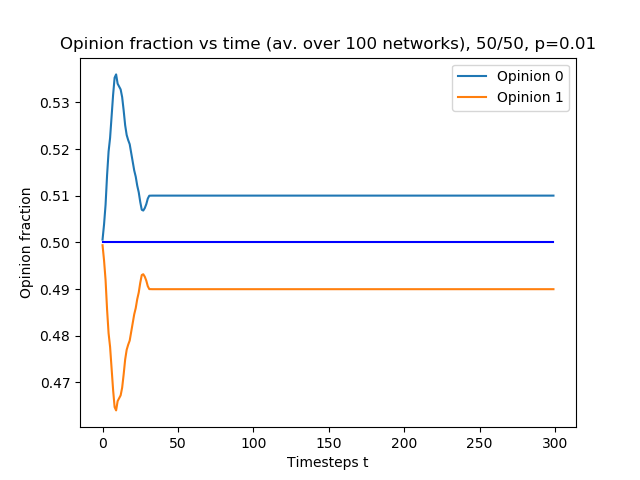 Opinion fraction vs time (av. over 100 networks), 50/50, p=0.01
Opinion 0
Opinion 1
Opinion fraction
0.53
0.52
0.51
0.50
0.49
0.48
0.47
0 50 100 150 200 250 300
Timesteps t